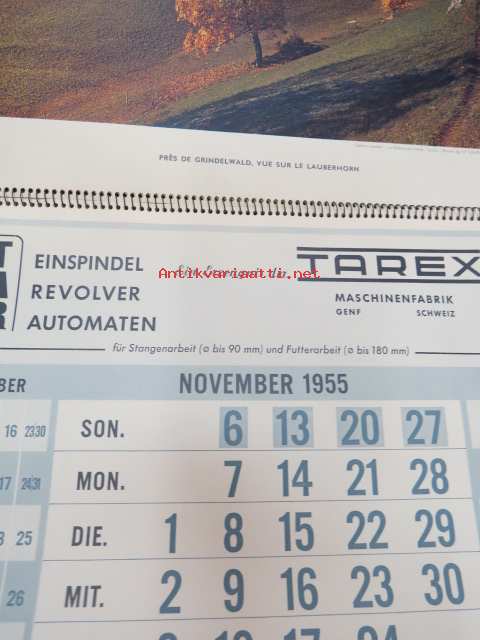 PRÈS DE GRINDELWALD, VUE SUR LE LAUBERHORN
EINSPINDEL
REVOLVER
AUTOMATEN
Antikvariaatti.net
TAREX
MASCHINENFABRIK
GENF SCHWEIZ
für Stangenarbeit (ø bis 90 mm) und Futterarbeit (ø bis 180 mm)
BER
NOVEMBER 1955
16 23/30
SON. 6 13 20 27
17 24/31
MON. 7 14 21 28
25
DIE. 1 8 15 22 29
26
MIT. 2 9 16 23 30